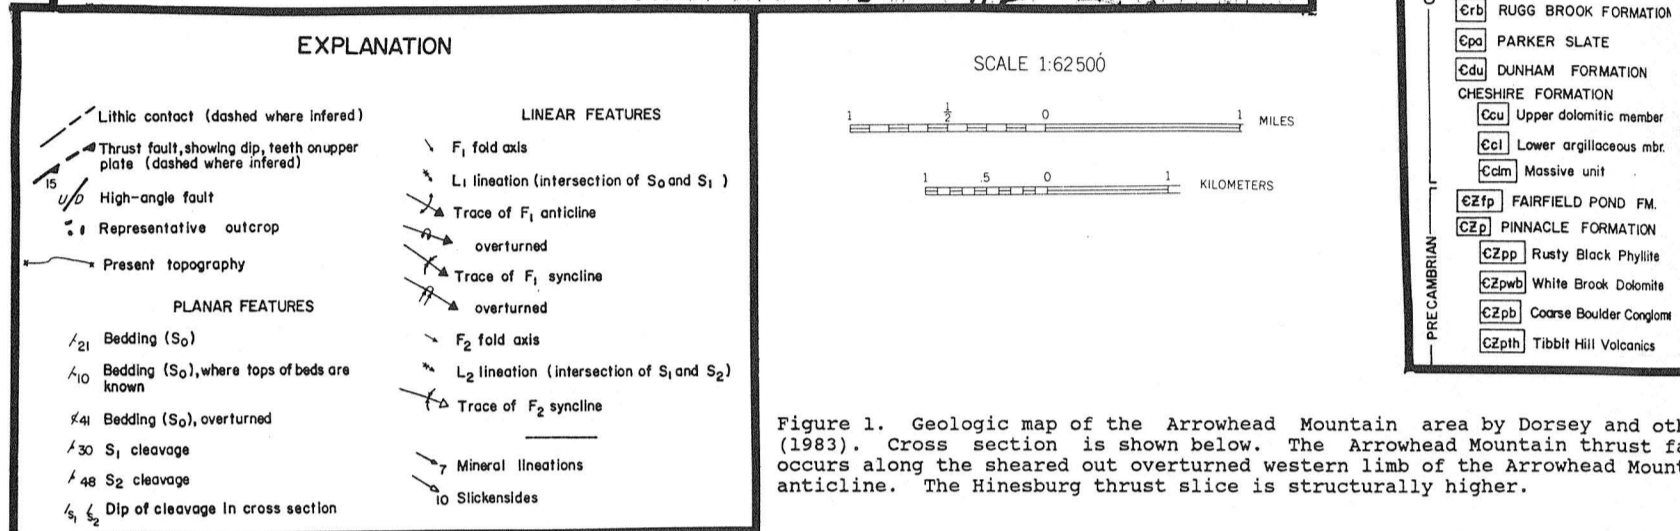 EXPLANATION
Lithic contact (dashed where infered)
Thrust fault, showing dip, teeth on upper
plate (dashed where infered)
15
U/D High-angle fault
Representative outcrop
Present topography
PLANAR FEATURES
21 Bedding (S₀)
10 Bedding (S₀), where tops of beds are
known
41 Bedding (S₀), overturned
30 S₁ cleavage
48 S₂ cleavage
S₁ S₂ Dip of cleavage in cross section
LINEAR FEATURES
F₁ fold axis
L₁ lineation (intersection of S₀ and S₁ )
Trace of F₁ anticline
overturned
Trace of F₁ syncline
overturned
F₂ fold axis
L₂ lineation (intersection of S₁ and S₂)
Trace of F₂ syncline
7 Mineral lineations
10 Slickensides
SCALE 1:62500
1 ½ 0 1 MILES
1 .5 0 1 KILOMETERS
Figure 1. Geologic map of the Arrowhead Mountain area by Dorsey and oth
(1983). Cross section is shown below. The Arrowhead Mountain thrust fa
occurs along the sheared out overturned western limb of the Arrowhead Mount
anticline. The Hinesburg thrust slice is structurally higher.
PRECAMBRIAN
Єrb RUGG BROOK FORMATION
Єpa PARKER SLATE
Єdu DUNHAM FORMATION
CHESHIRE FORMATION
Єcu Upper dolomitic member
Єcl Lower argillaceous mbr.
Єclm Massive unit
ЄZfp FAIRFIELD POND FM.
ЄZp PINNACLE FORMATION
ЄZpp Rusty Black Phyllite
ЄZpwb White Brook Dolomite
ЄZpb Coarse Boulder Conglom
ЄZpth Tibbit Hill Volcanics